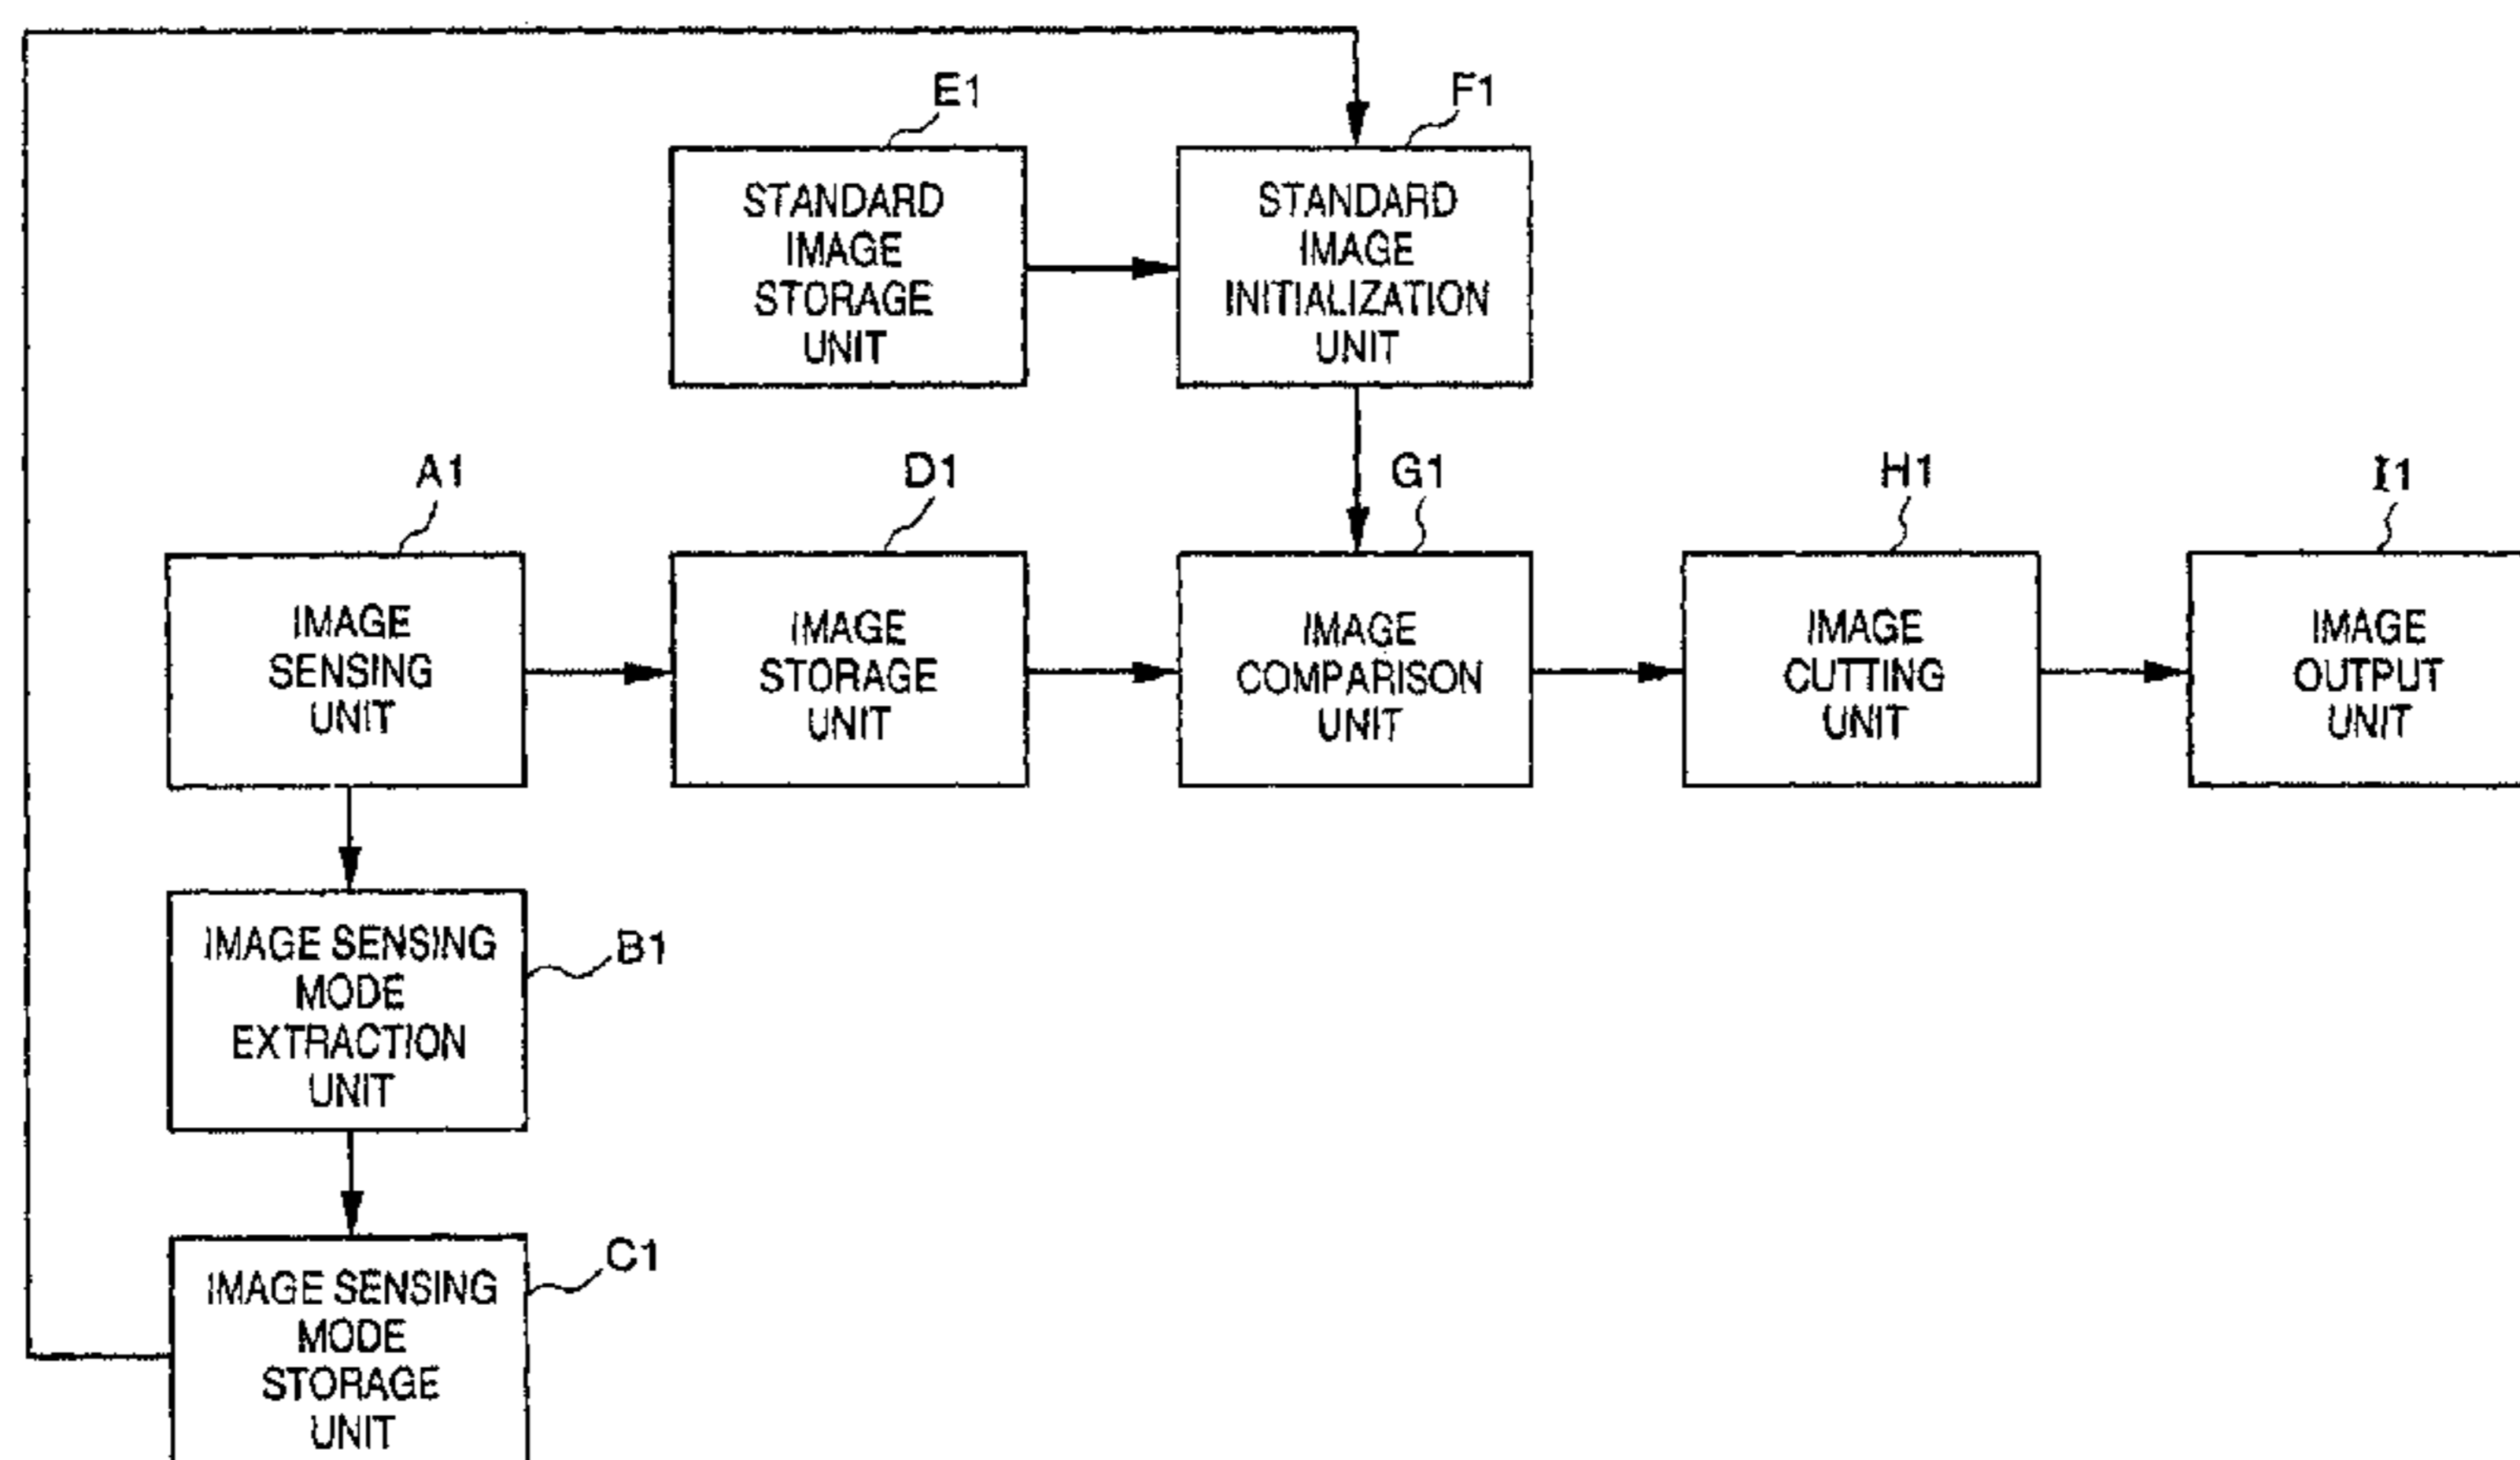 E1
F1
STANDARD
IMAGE
STORAGE
UNIT
STANDARD
IMAGE
INITIALIZATION
UNIT
A1
D1
G1
H1
I1
IMAGE
SENSING
UNIT
IMAGE
STORAGE
UNIT
IMAGE
COMPARISON
UNIT
IMAGE
CUTTING
UNIT
IMAGE
OUTPUT
UNIT
IMAGE SENSING
MODE
EXTRACTION
UNIT
B1
IMAGE SENSING
MODE
STORAGE
UNIT
C1